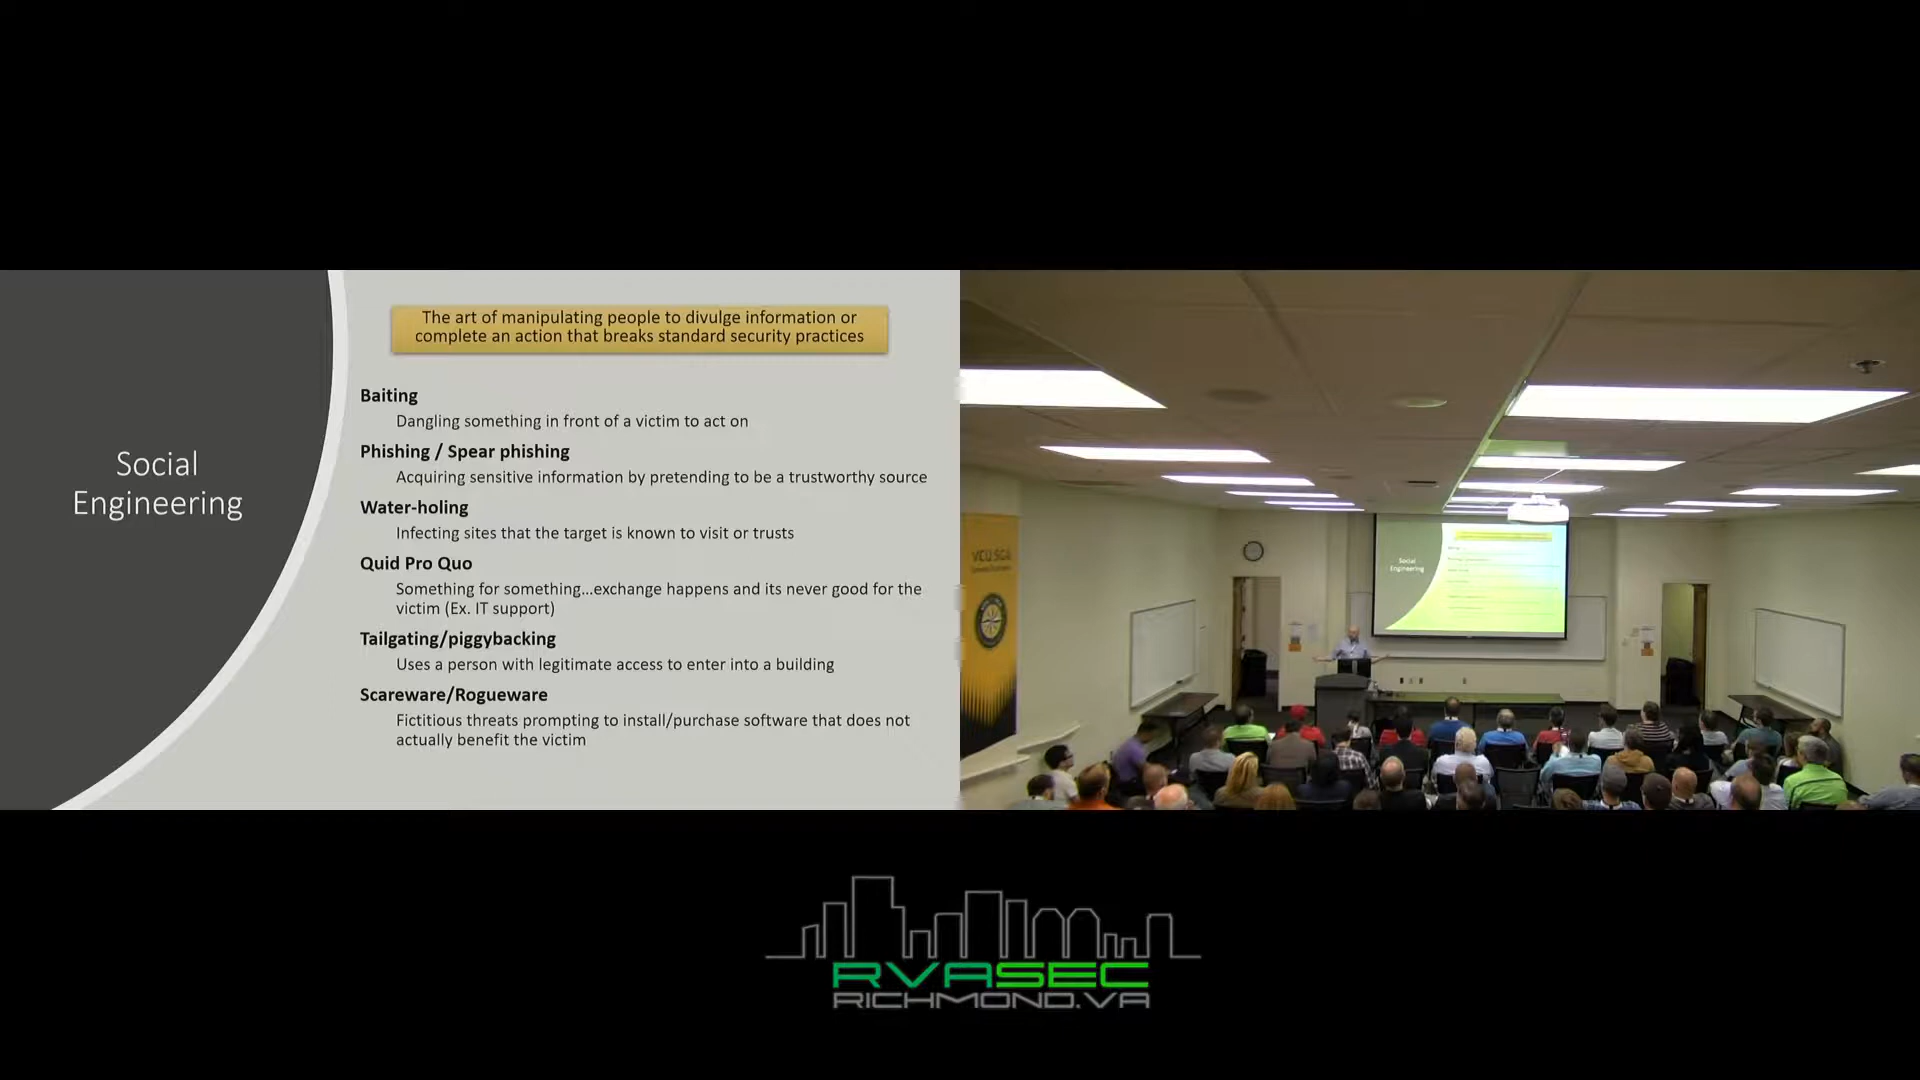 Social
Engineering
The art of manipulating people to divulge information or
complete an action that breaks standard security practices
Baiting
Dangling something in front of a victim to act on
Phishing / Spear phishing
Acquiring sensitive information by pretending to be a trustworthy source
Water-holing
Infecting sites that the target is known to visit or trusts
Quid Pro Quo
Something for something...exchange happens and its never good for the
victim (Ex. IT support)
Tailgating/piggybacking
Uses a person with legitimate access to enter into a building
Scareware/Rogueware
Fictitious threats prompting to install/purchase software that does not
actually benefit the victim
VCU SGA
Social
Engineering
RVASEC
RICHMOND.VA